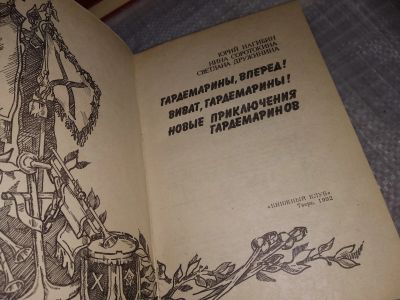 ЮРИЙ НАГИБИН
НИНА СОРОТОКИНА
СВЕТЛАНА ДРУЖИНИНА
ГАРДЕМАРИНЫ, ВПЕРЕД!
ВИВАТ, ГАРДЕМАРИНЫ!
НОВЫЕ ПРИКЛЮЧЕНИЯ
ГАРДЕМАРИНОВ
«КНИЖНЫЙ КЛУБ»
Тверь, 1992